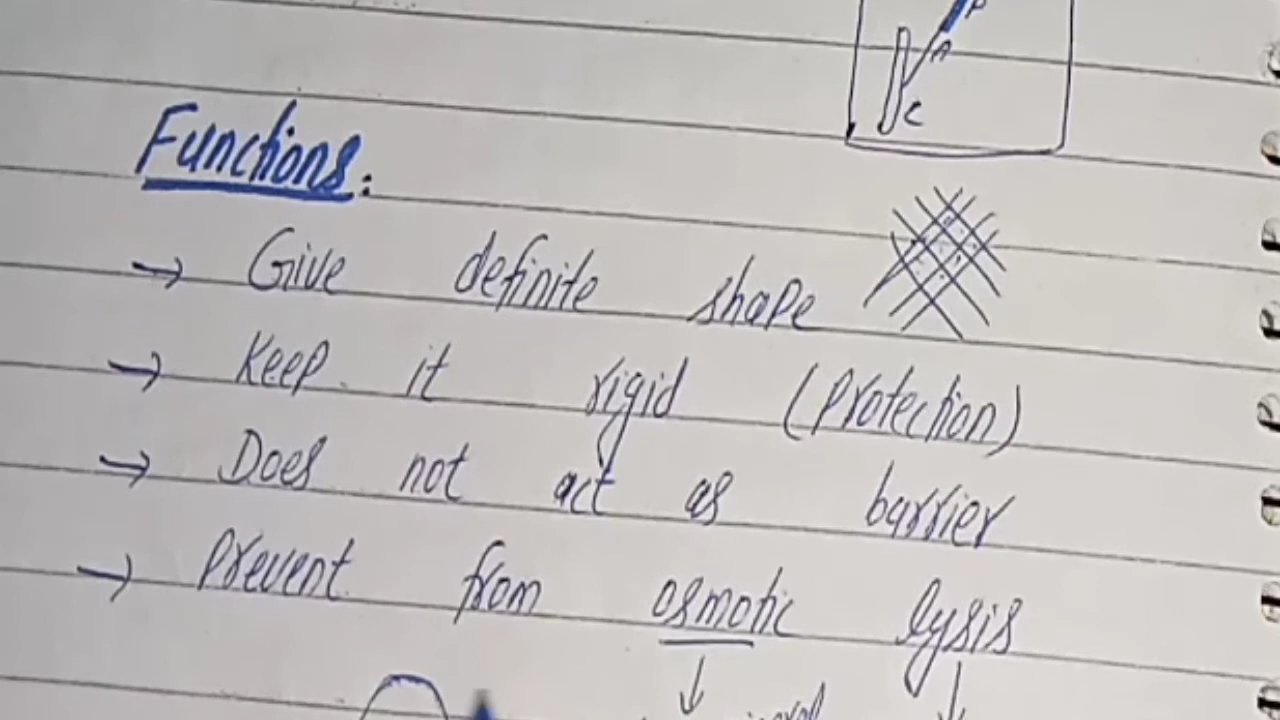 P
A
C
Functions:
→ Give definite shape
→ Keep it rigid (Protection)
→ Does not act as barrier
→ Prevent from osmotic lysis